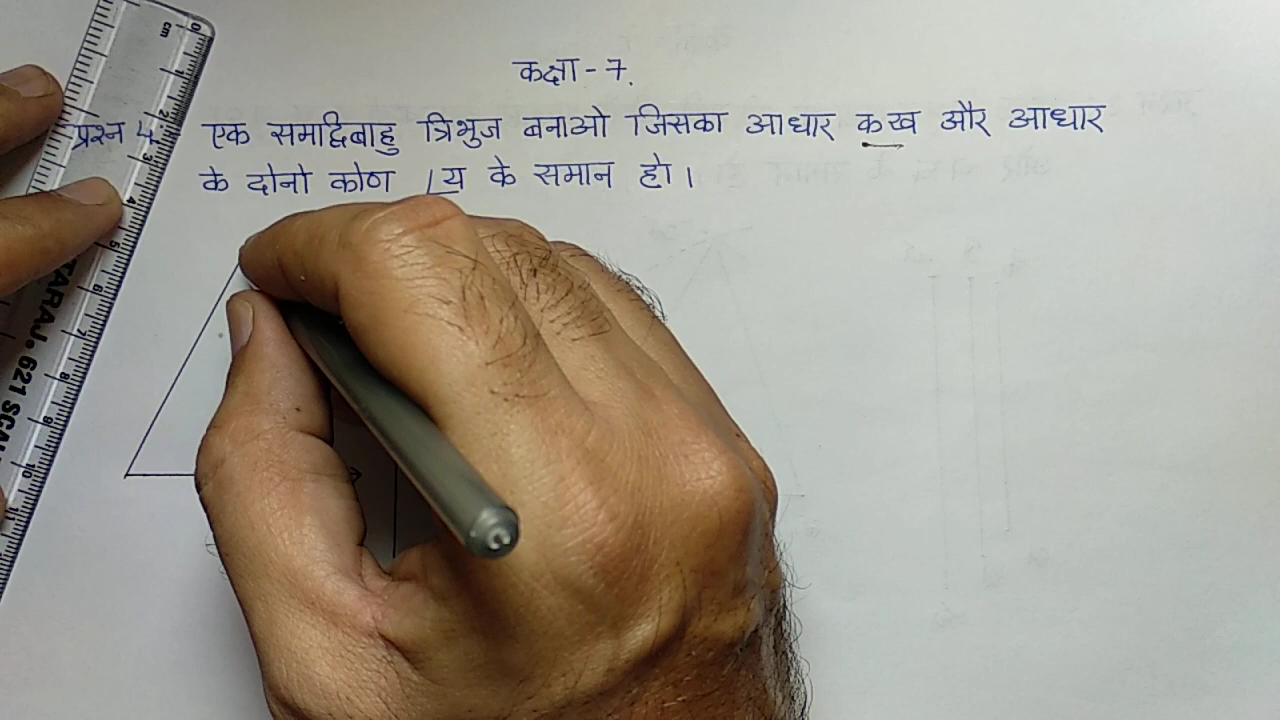 कक्षा - 7.
प्रश्न 4. एक समद्विबाहु त्रिभुज बनाओ जिसका आधार कख और आधार
के दोनो कोण ∠य के समान हो।